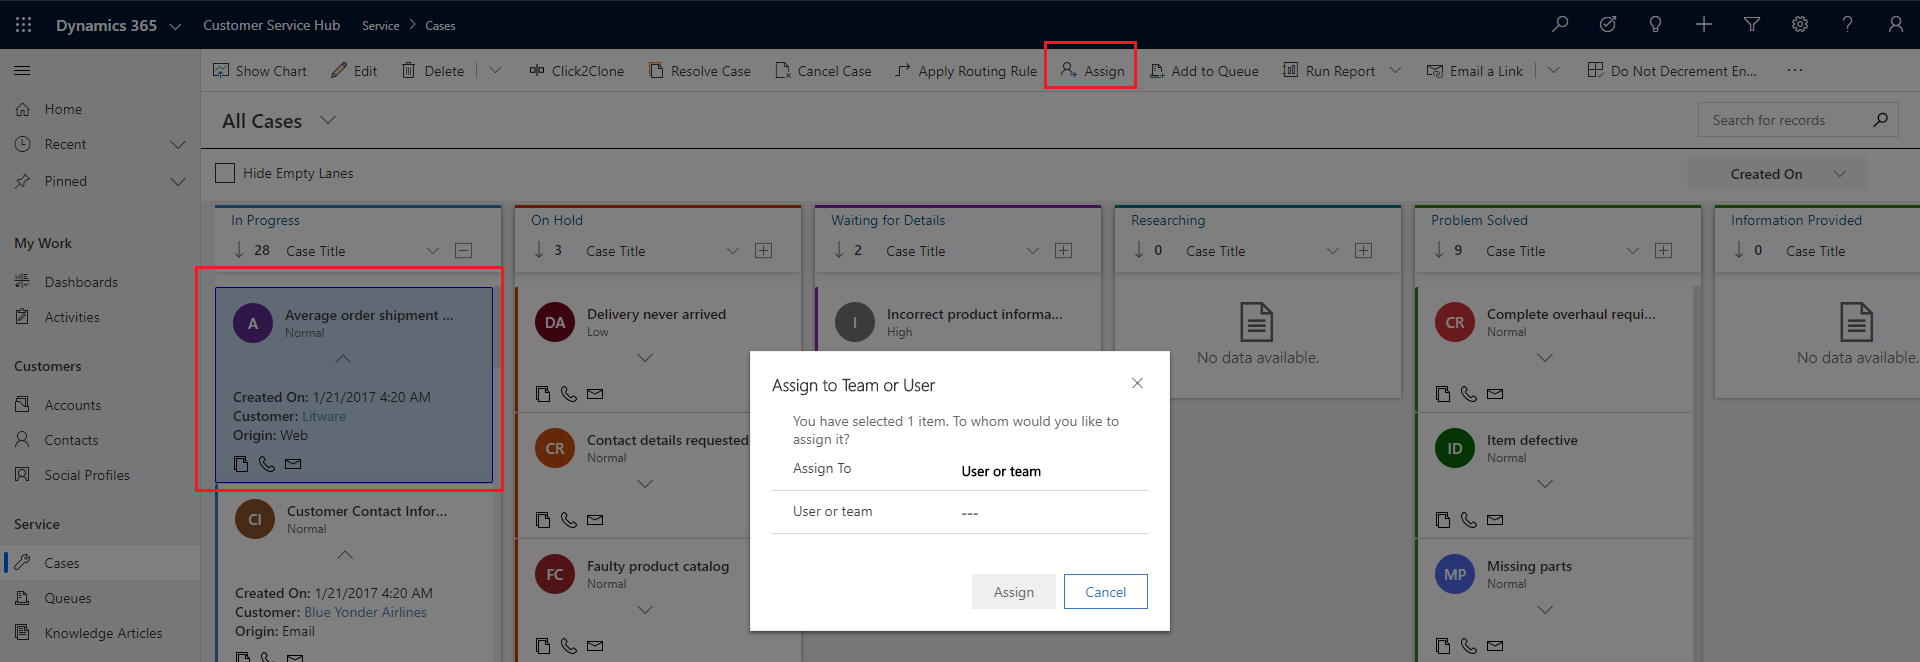 Dynamics 365 Customer Service Hub Service > Cases
Show Chart Edit Delete Click2Clone Resolve Case Cancel Case Apply Routing Rule Assign Add to Queue Run Report Email a Link Do Not Decrement En... ...
Home
Recent
Pinned
My Work
Dashboards
Activities
Customers
Accounts
Contacts
Social Profiles
Service
Cases
Queues
Knowledge Articles
All Cases
Search for records
Hide Empty Lanes
Created On
In Progress
28 Case Title
A
Average order shipment ...
Normal
Created On: 1/21/2017 4:20 AM
Customer: Litware
Origin: Web
CI
Customer Contact Infor...
Normal
Created On: 1/21/2017 4:20 AM
Customer: Blue Yonder Airlines
Origin: Email
On Hold
3 Case Title
DA
Delivery never arrived
Low
CR
Contact details requested
Normal
FC
Faulty product catalog
Normal
Waiting for Details
2 Case Title
I
Incorrect product informa...
High
Researching
0 Case Title
No data available.
Problem Solved
9 Case Title
CR
Complete overhaul requi...
Normal
ID
Item defective
Normal
MP
Missing parts
Normal
Information Provided
0 Case Title
No data available.
Assign to Team or User
You have selected 1 item. To whom would you like to
assign it?
Assign To User or team
User or team ---
Assign Cancel